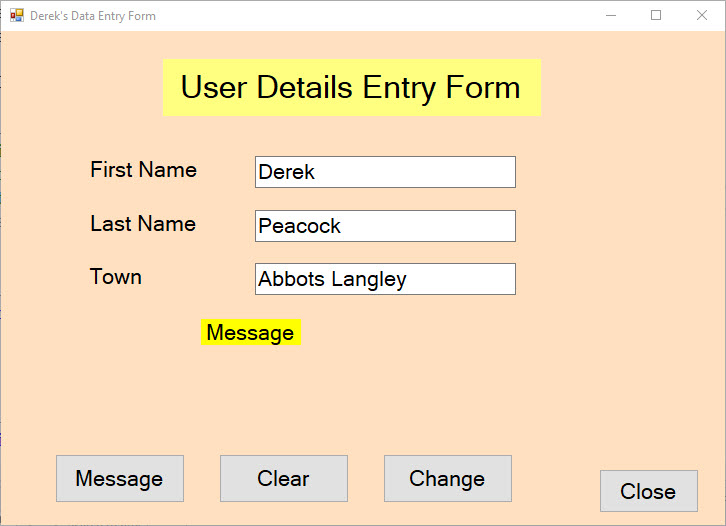 Derek's Data Entry Form
User Details Entry Form
First Name Derek
Last Name Peacock
Town Abbots Langley
Message
Message Clear Change Close